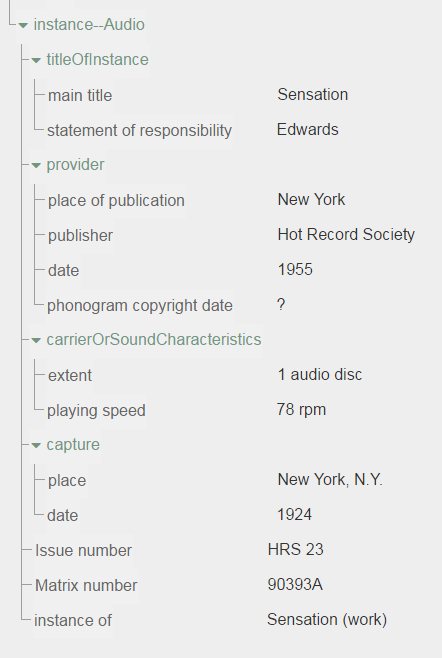 instance--Audio
titleOfInstance
main title Sensation
statement of responsibility Edwards
provider
place of publication New York
publisher Hot Record Society
date 1955
phonogram copyright date ?
carrierOrSoundCharacteristics
extent 1 audio disc
playing speed 78 rpm
capture
place New York, N.Y.
date 1924
Issue number HRS 23
Matrix number 90393A
instance of Sensation (work)